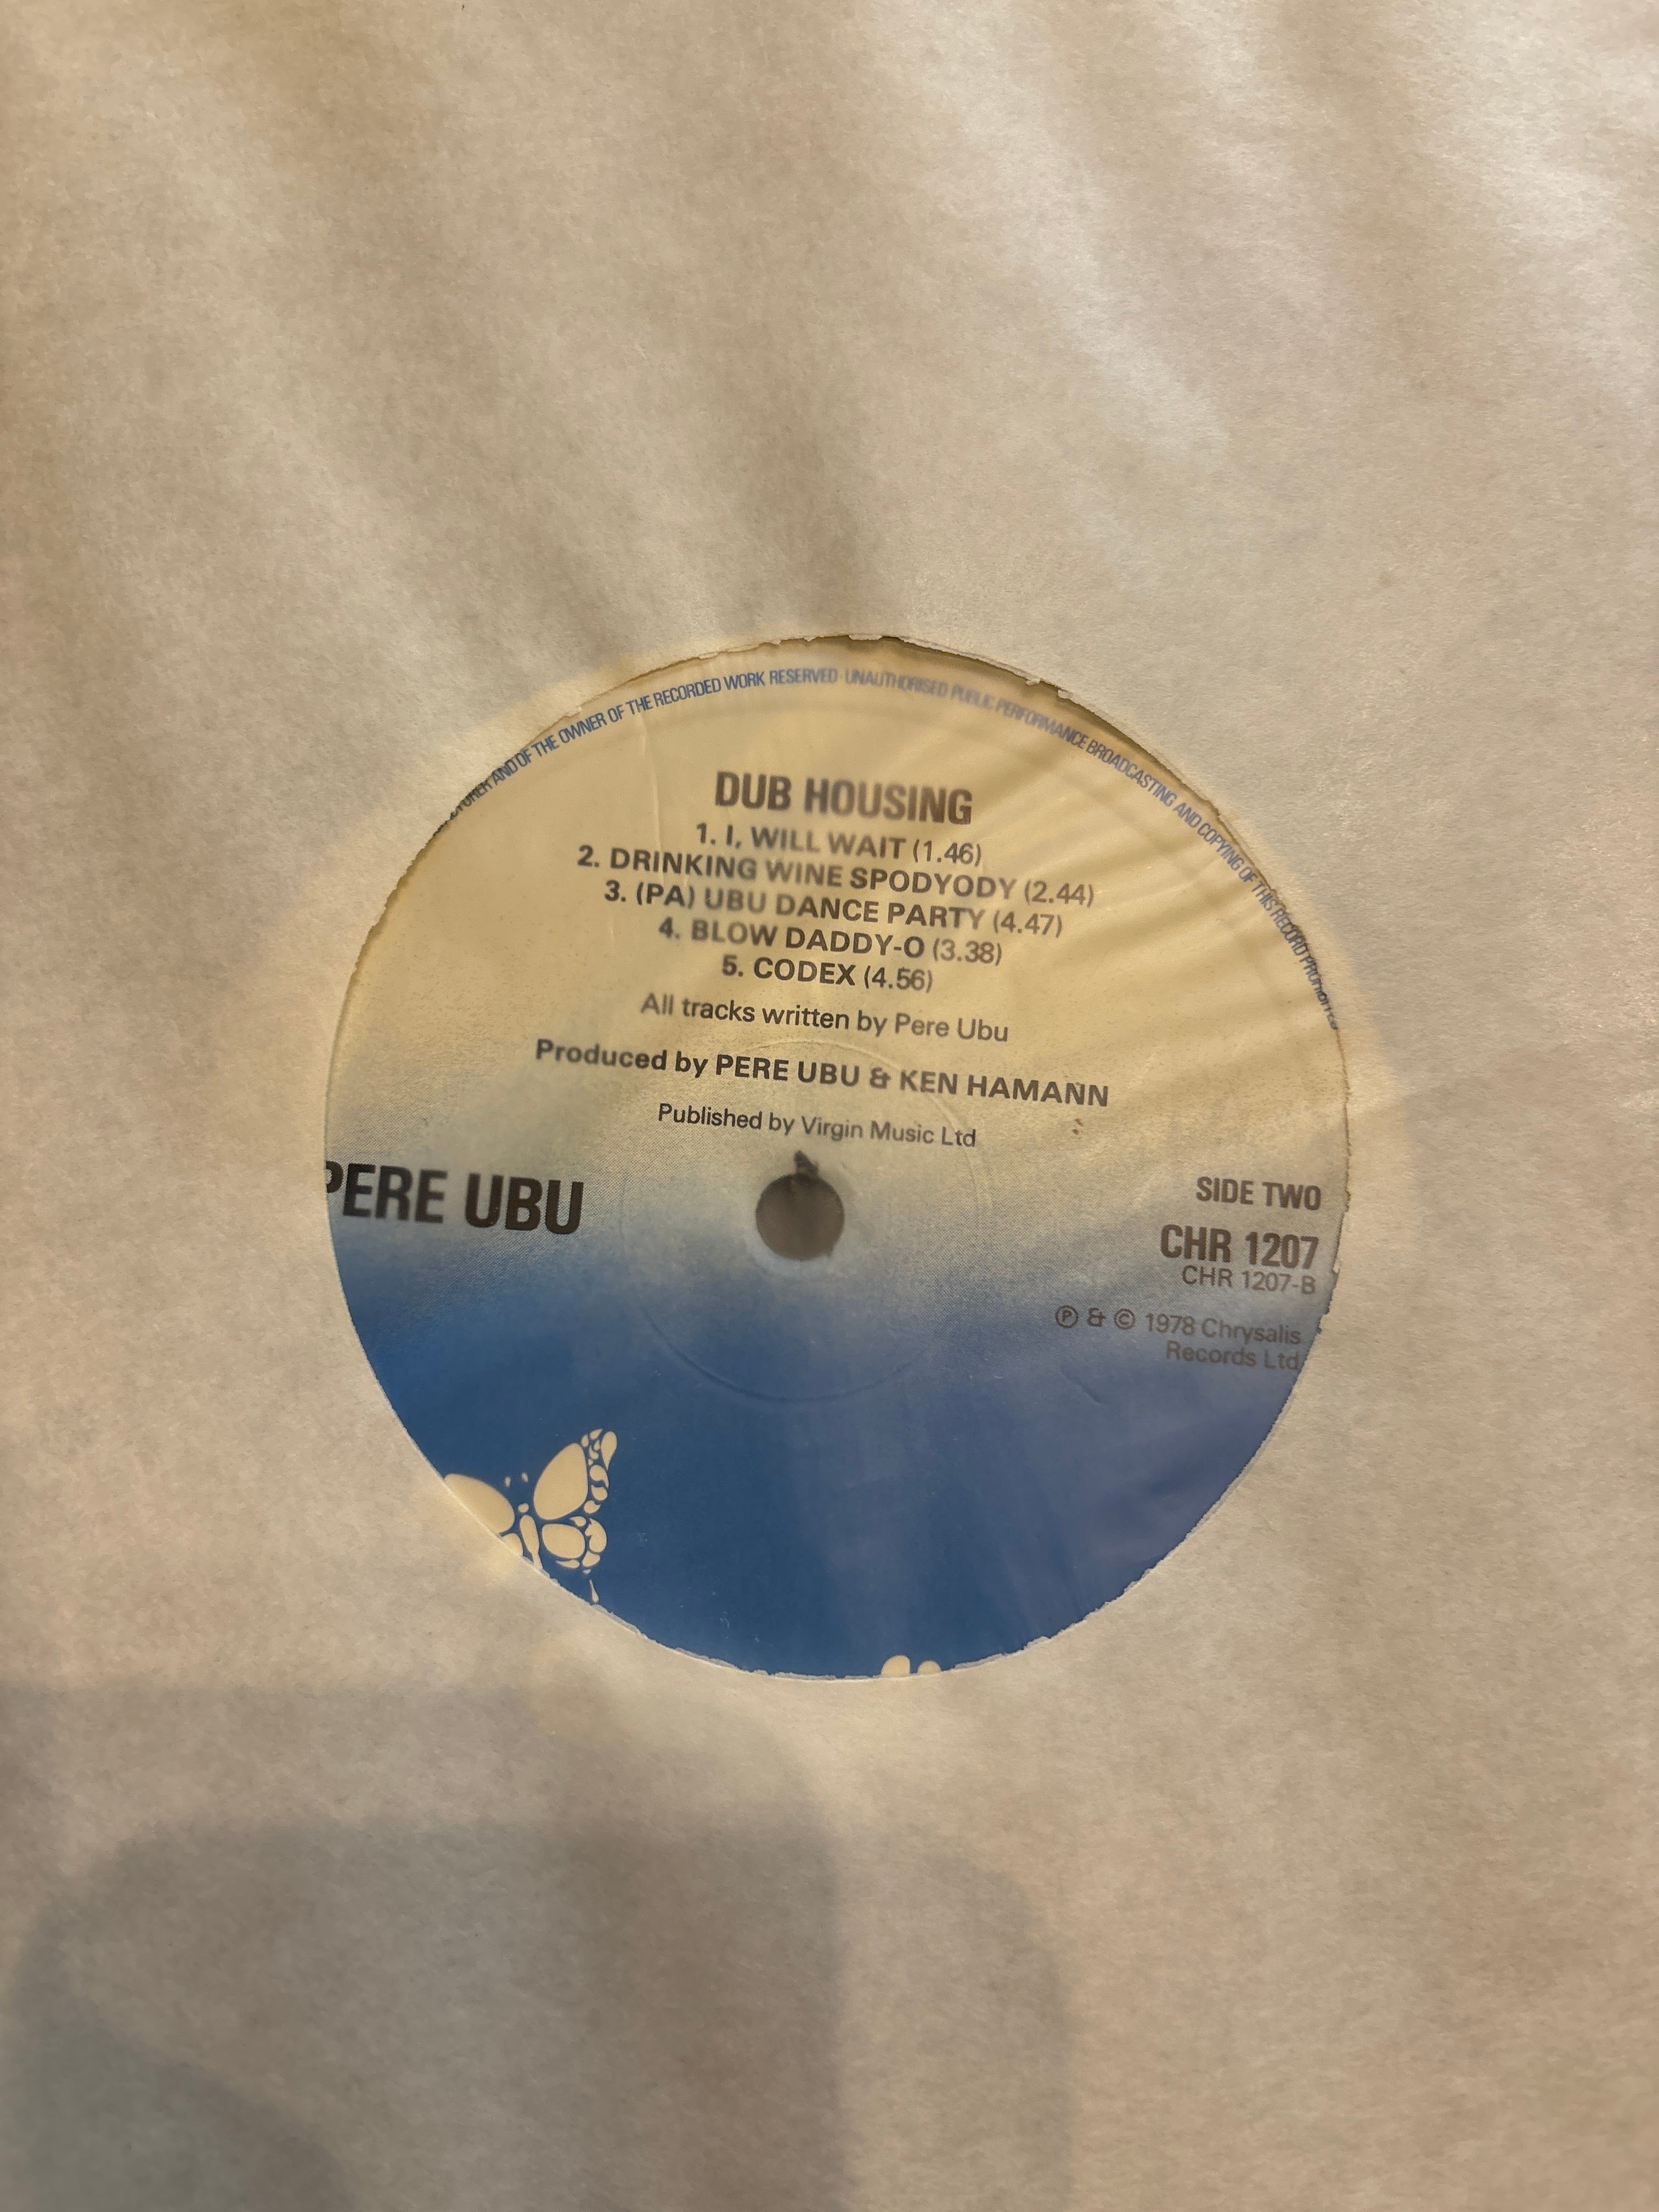 AND OF THE OWNER OF THE RECORDED WORK RESERVED · UNAUTHORISED PUBLIC PERFORMANCE BROADCASTING AND COPYING OF THIS RECORD PROHIBITED
DUB HOUSING
1. I, WILL WAIT (1.46)
2. DRINKING WINE SPODYODY (2.44)
3. (PA) UBU DANCE PARTY (4.47)
4. BLOW DADDY-O (3.38)
5. CODEX (4.56)
All tracks written by Pere Ubu
Produced by PERE UBU & KEN HAMANN
Published by Virgin Music Ltd
PERE UBU
SIDE TWO
CHR 1207
CHR 1207-B
℗ & © 1978 Chrysalis
Records Ltd